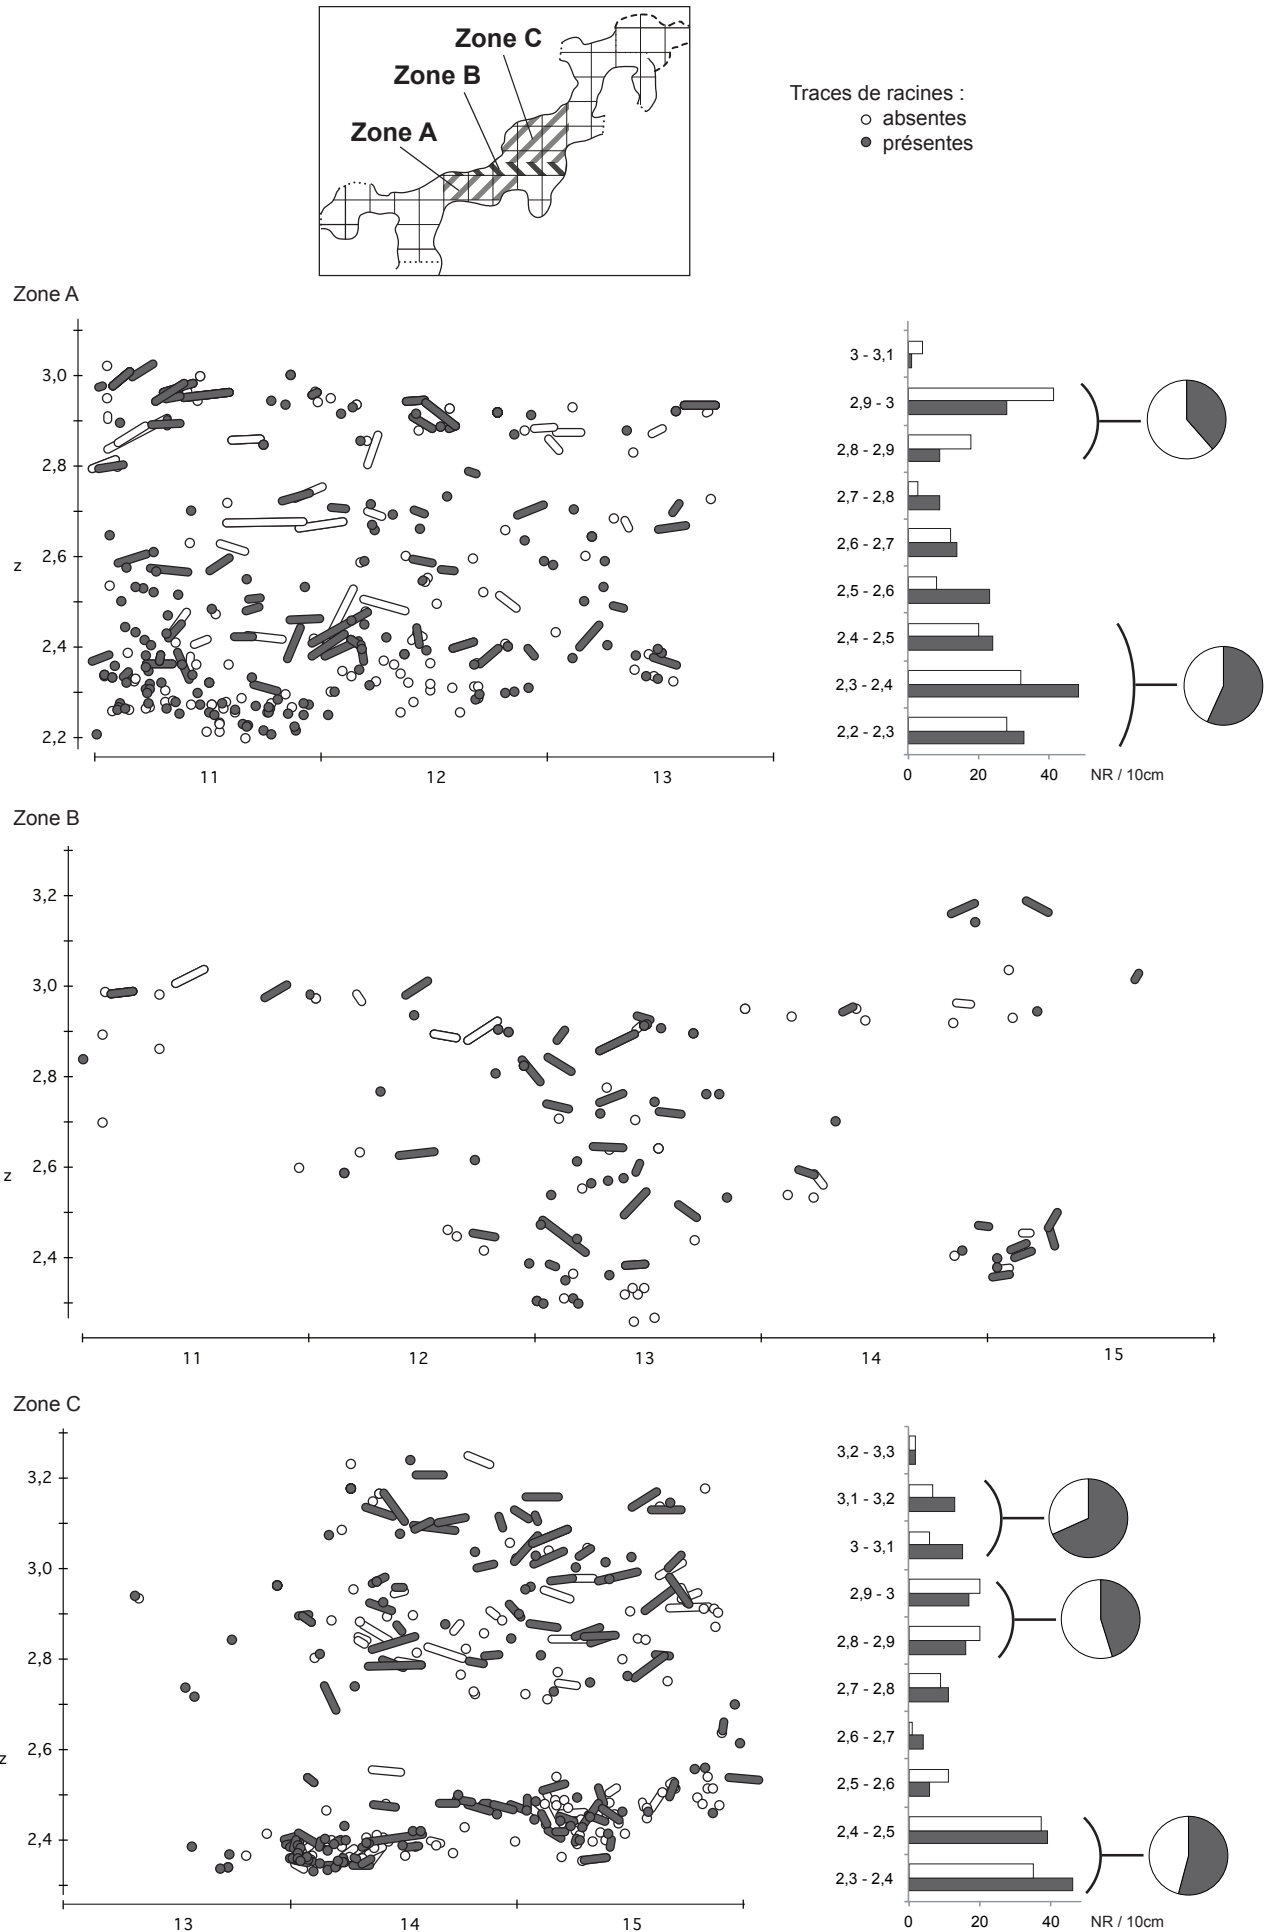 Zone C
Zone B
Zone A
Traces de racines :
absentes
présentes
Zone A
3,0
2,8
2,6
z
2,4
2,2
11 12 13
3 - 3,1
2,9 - 3
2,8 - 2,9
2,7 - 2,8
2,6 - 2,7
2,5 - 2,6
2,4 - 2,5
2,3 - 2,4
2,2 - 2,3
0 20 40 NR / 10cm
Zone B
3,2
3,0
2,8
2,6
z
2,4
11 12 13 14 15
Zone C
3,2
3,0
2,8
2,6
z
2,4
13 14 15
3,2 - 3,3
3,1 - 3,2
3 - 3,1
2,9 - 3
2,8 - 2,9
2,7 - 2,8
2,6 - 2,7
2,5 - 2,6
2,4 - 2,5
2,3 - 2,4
0 20 40 NR / 10cm